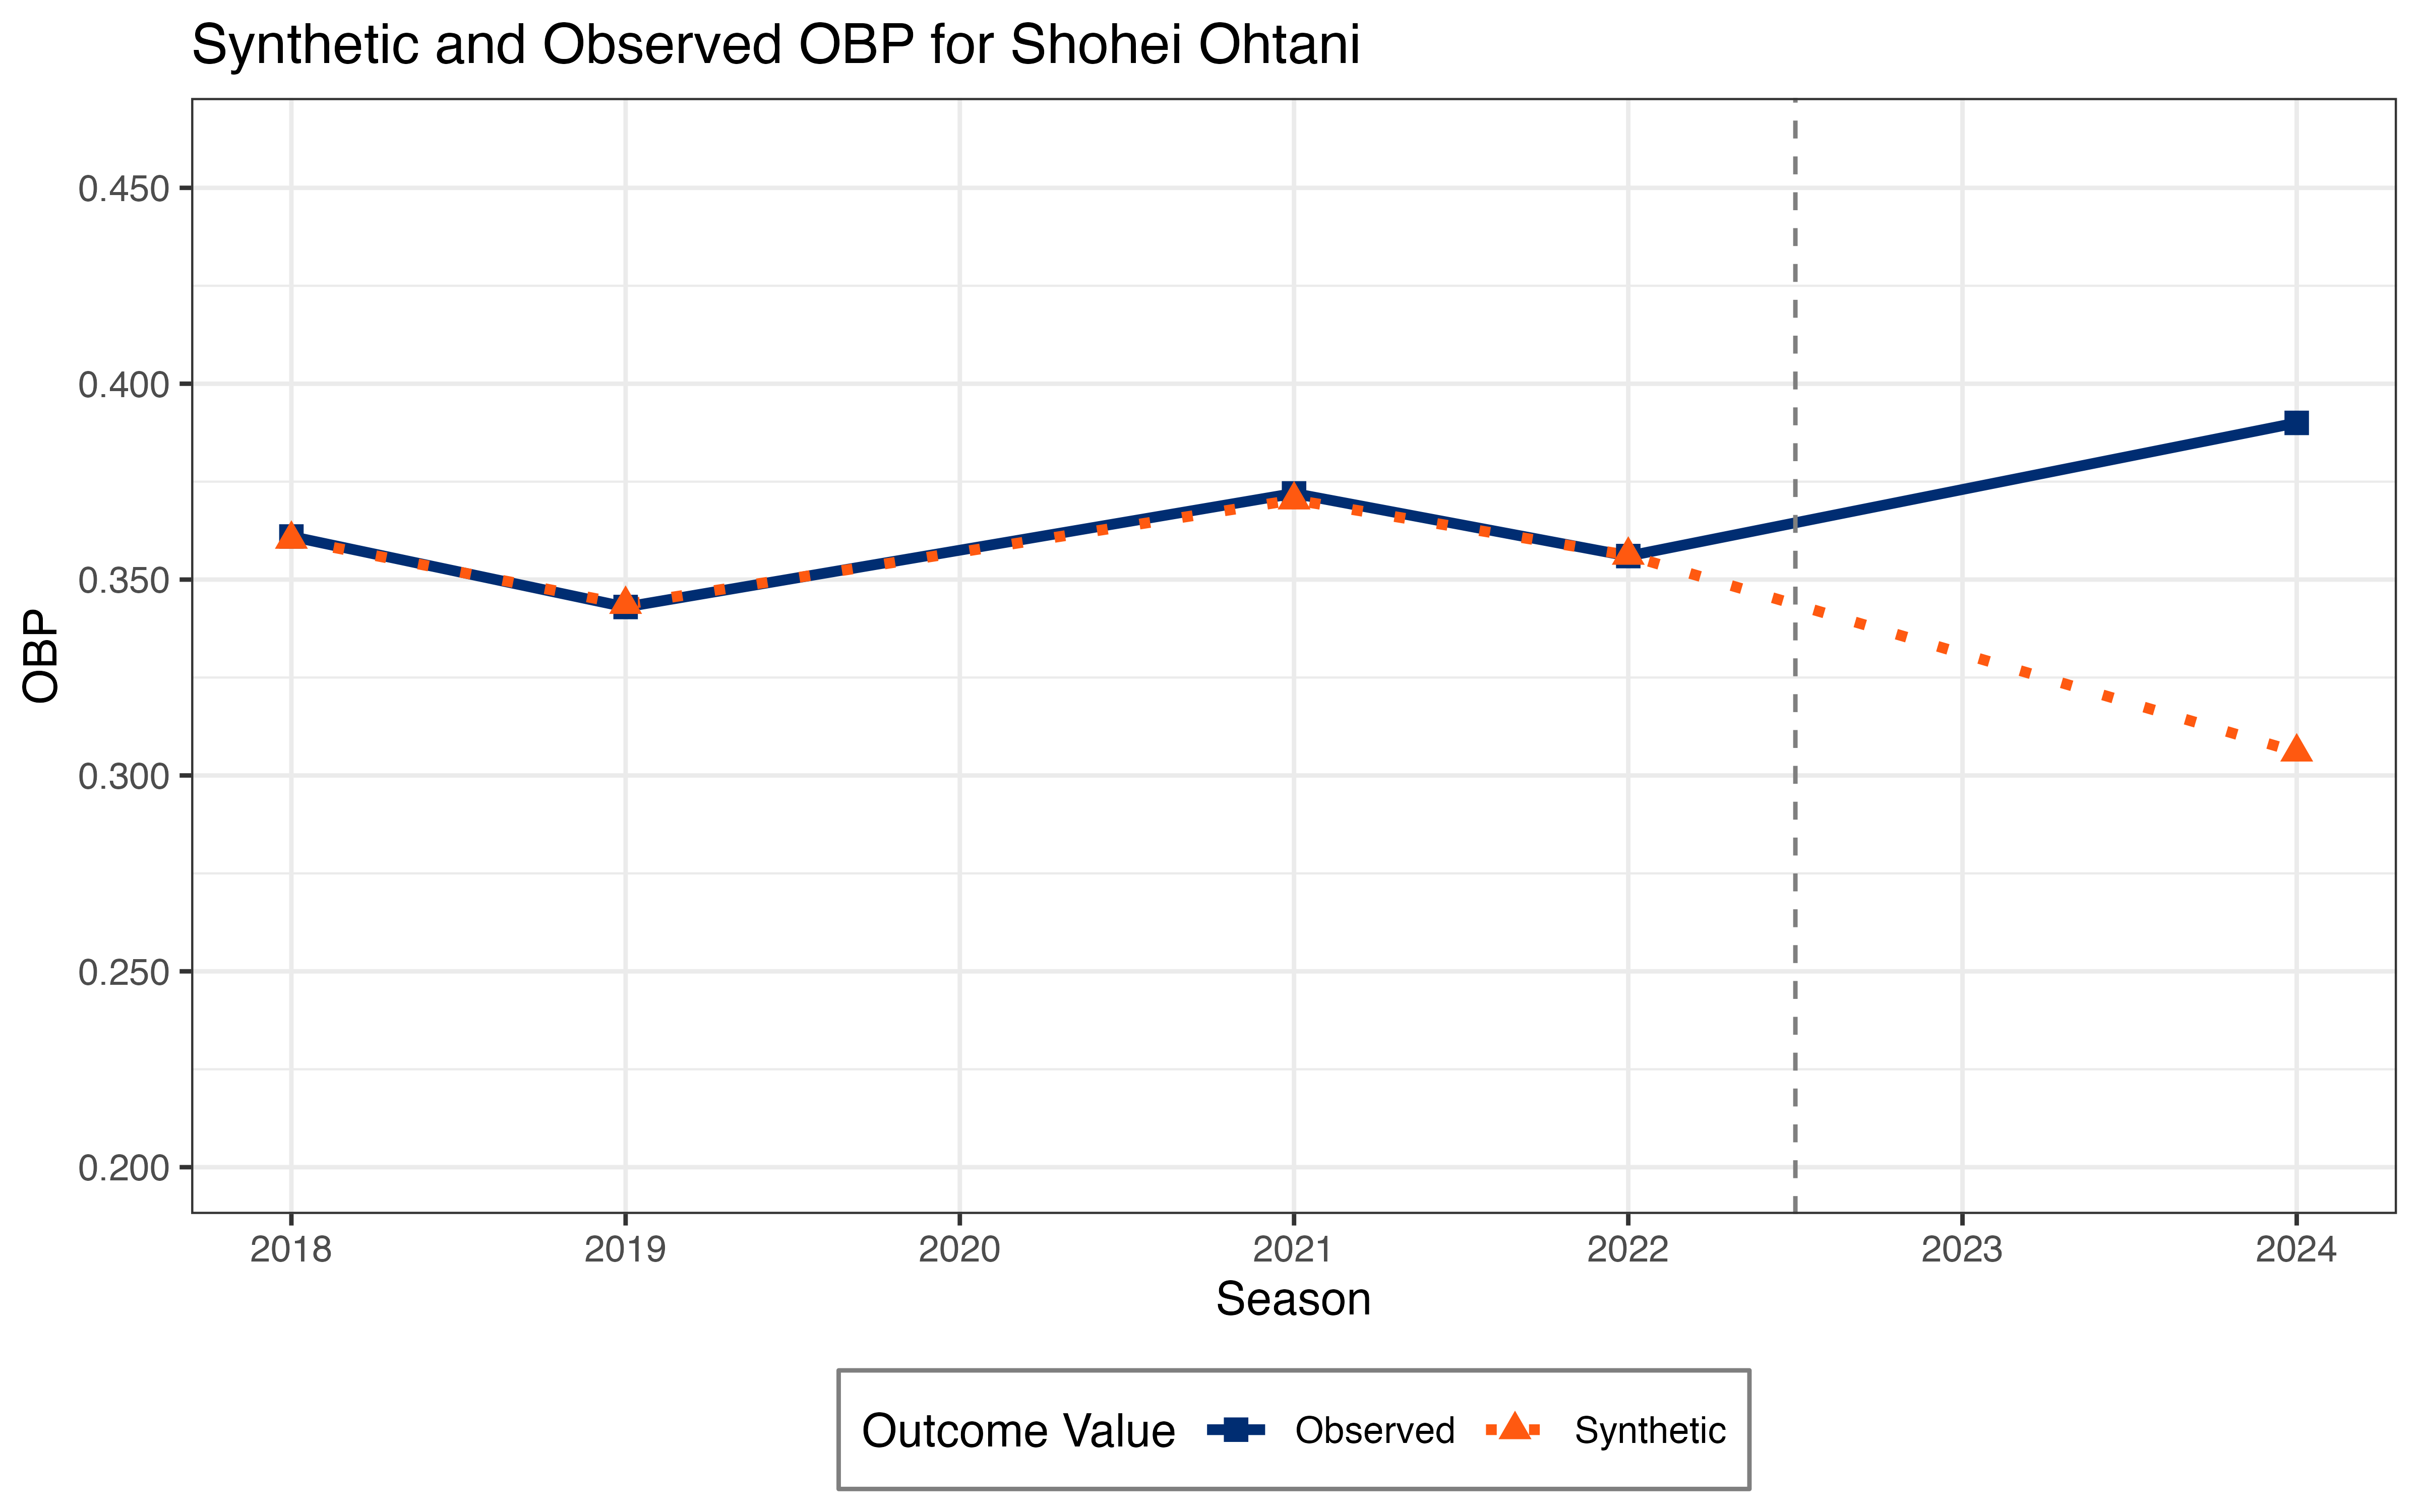 Synthetic and Observed OBP for Shohei Ohtani
0.450
0.400
0.350
0.300
0.250
0.200
OBP
2018 2019 2020 2021 2022 2023 2024
Season
Outcome Value Observed Synthetic